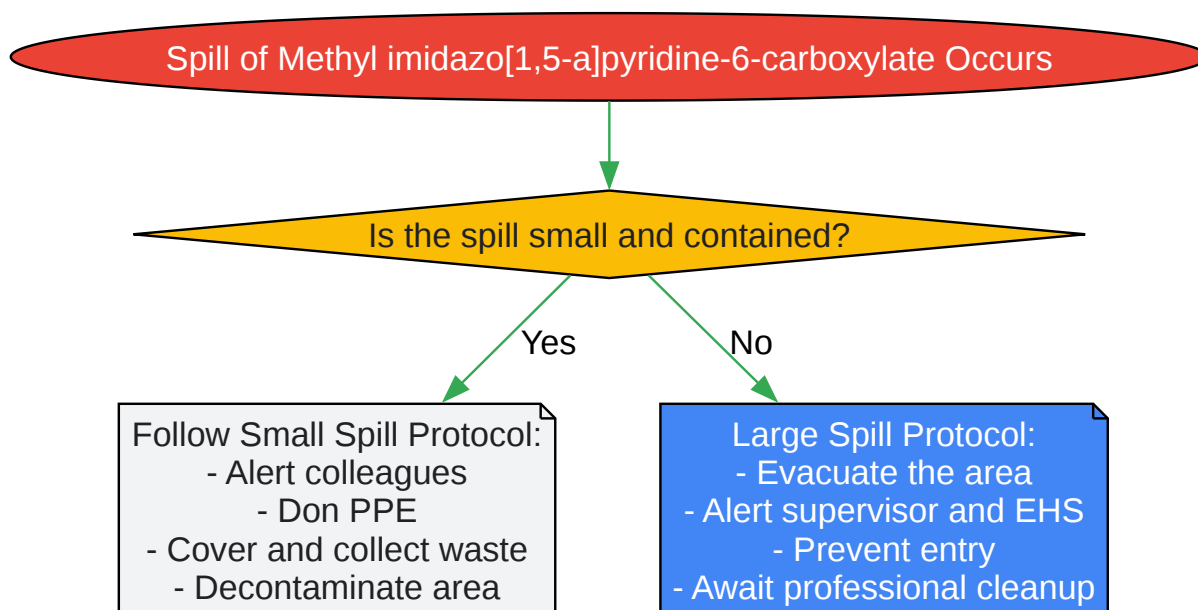 Spill of Methyl imidazo[1,5-a]pyridine-6-carboxylate Occurs
Is the spill small and contained?
Yes
No
Follow Small Spill Protocol:
- Alert colleagues
- Don PPE
- Cover and collect waste
- Decontaminate area
Large Spill Protocol:
- Evacuate the area
- Alert supervisor and EHS
- Prevent entry
- Await professional cleanup